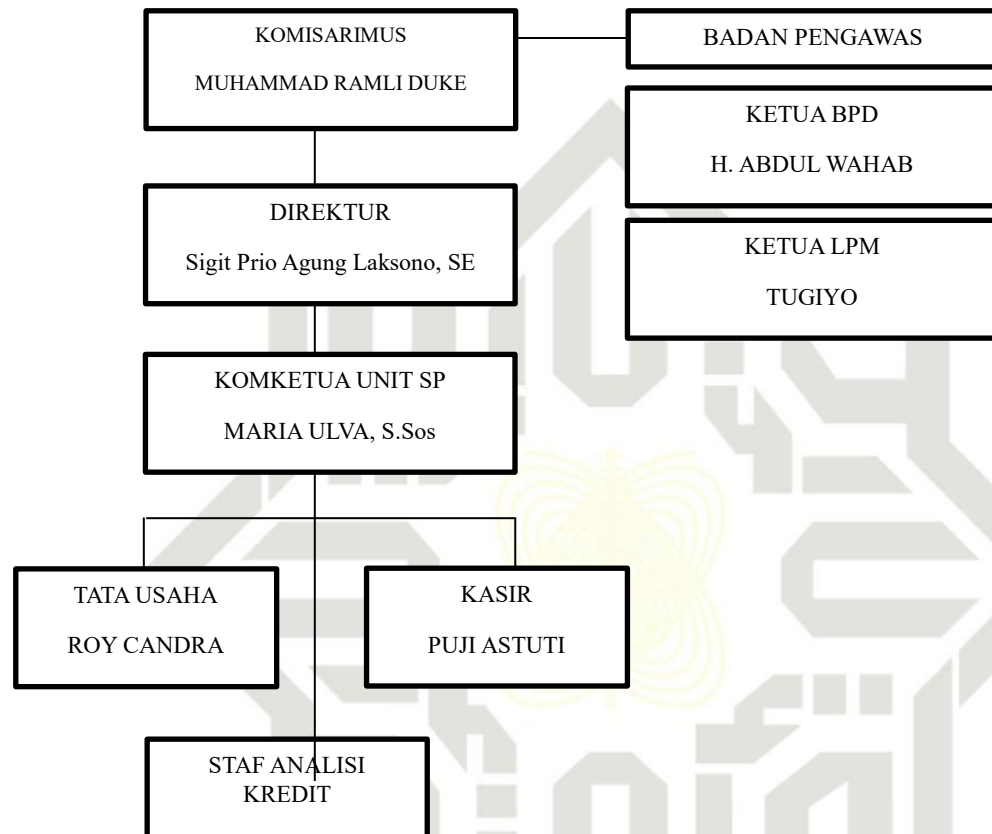 KOMISARIMUS
MUHAMMAD RAMLI DUKE
BADAN PENGAWAS
KETUA BPD
H. ABDUL WAHAB
DIREKTUR
Sigit Prio Agung Laksono, SE
KETUA LPM
TUGIYO
KOMKETUA UNIT SP
MARIA ULVA, S.Sos
TATA USAHA
ROY CANDRA
KASIR
PUJI ASTUTI
STAF ANALISI
KREDIT